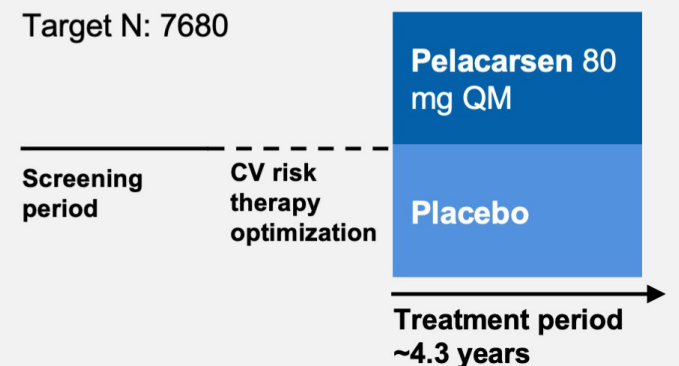 Target N: 7680
Pelacarsen 80
mg QM
Screening
period
CV risk
therapy
optimization
Placebo
Treatment period
~4.3 years